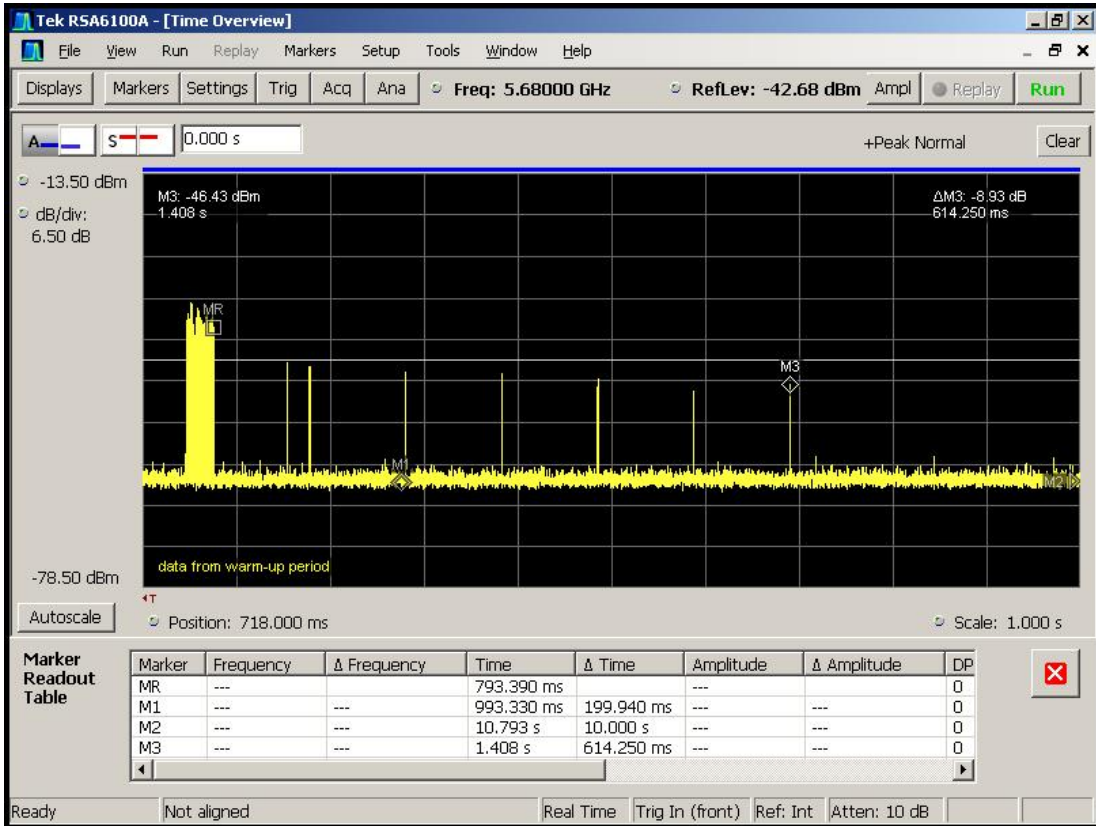 Tek RSA6100A - [Time Overview]
File View Run Replay Markers Setup Tools Window Help
Displays Markers Settings Trig Acq Ana Freq: 5.68000 GHz RefLev: -42.68 dBm Ampl Replay Run
A S 0.000 s +Peak Normal Clear
-13.50 dBm
dB/div:
6.50 dB
M3: -46.43 dBm
1.408 s
ΔM3: -8.93 dB
614.250 ms
MR
M3
M1
M2
data from warm-up period
-78.50 dBm
T
Autoscale Position: 718.000 ms Scale: 1.000 s
Marker Readout Table
Marker Frequency Δ Frequency Time Δ Time Amplitude Δ Amplitude DP
MR --- 793.390 ms --- 0
M1 --- --- 993.330 ms 199.940 ms --- --- 0
M2 --- --- 10.793 s 10.000 s --- --- 0
M3 --- --- 1.408 s 614.250 ms --- --- 0
Ready Not aligned Real Time Trig In (front) Ref: Int Atten: 10 dB